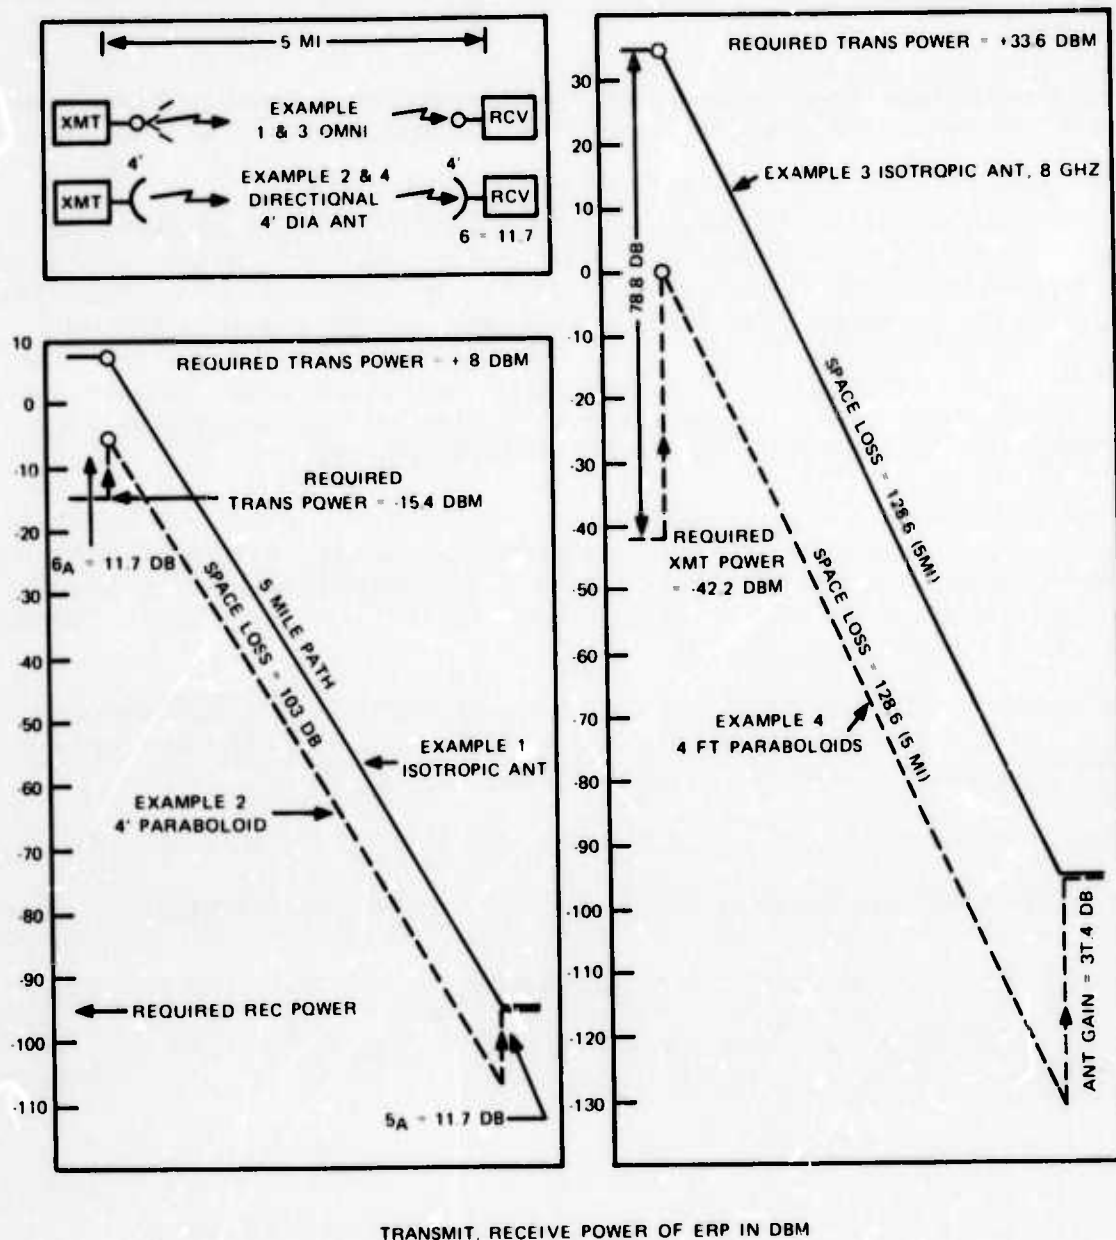 5 MI
XMT
EXAMPLE
1 & 3 OMNI
RCV
4'
4'
XMT
EXAMPLE 2 & 4
DIRECTIONAL
4' DIA ANT
RCV
6 = 11.7
10
0
-10
-20
-30
-40
-50
-60
-70
-80
-90
-100
-110
REQUIRED TRANS POWER = + 8 DBM
REQUIRED
TRANS POWER = -15.4 DBM
6A = 11.7 DB
5 MILE PATH
SPACE LOSS = 103 DB
EXAMPLE 1
ISOTROPIC ANT
EXAMPLE 2
4' PARABOLOID
REQUIRED REC POWER
5A = 11.7 DB
30
20
10
0
-10
-20
-30
-40
-50
-60
-70
-80
-90
-100
-110
-120
-130
REQUIRED TRANS POWER = +33.6 DBM
EXAMPLE 3 ISOTROPIC ANT, 8 GHZ
78.8 DB
SPACE LOSS = 128.6 (5MI)
REQUIRED
XMT POWER
= -42.2 DBM
SPACE LOSS = 128.6 (5 MI)
EXAMPLE 4
4 FT PARABOLOIDS
ANT GAIN = 3T.4 DB
TRANSMIT, RECEIVE POWER OF ERP IN DBM